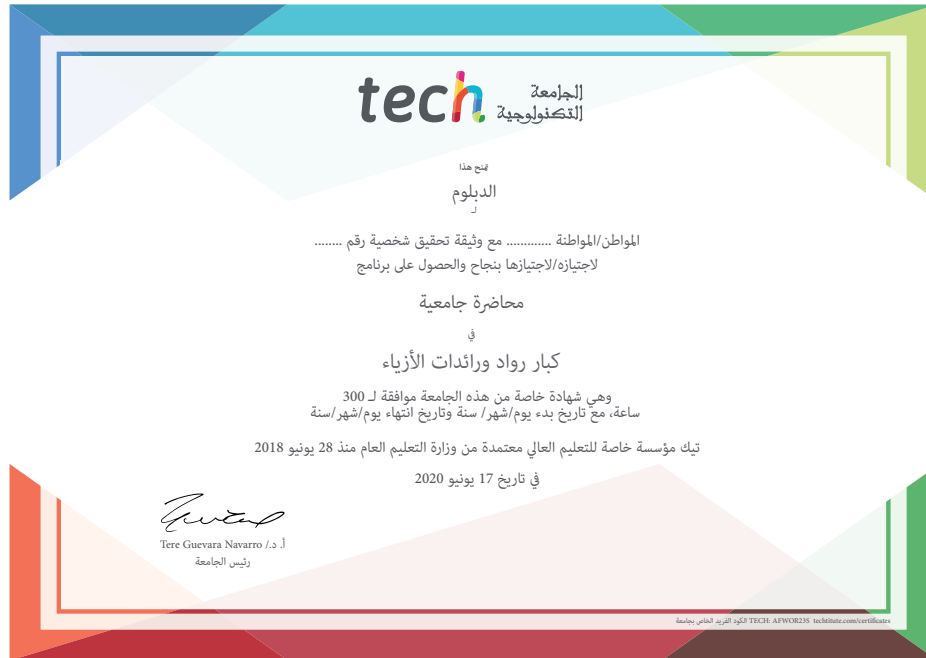 tech الجامعة
التكنولوجية
تمنح هذا
الدبلوم
لـ
المواطن/المواطنة ............. مع وثيقة تحقيق شخصية رقم ........
لاجتيازه/لاجتيازها بنجاح والحصول على برنامج
محاضرة جامعية
في
كبار رواد ورائدات الأزياء
وهي شهادة خاصة من هذه الجامعة موافقة لـ 300
ساعة، مع تاريخ بدء يوم/شهر/ سنة وتاريخ انتهاء يوم/شهر/سنة
تيك مؤسسة خاصة للتعليم العالي معتمدة من وزارة التعليم العام منذ 28 يونيو 2018
في تاريخ 17 يونيو 2020
أ. د./ Tere Guevara Navarro
رئيس الجامعة
الكود الفريد الخاص بجامعة TECH: AFWOR23S techtitute.com/certificates